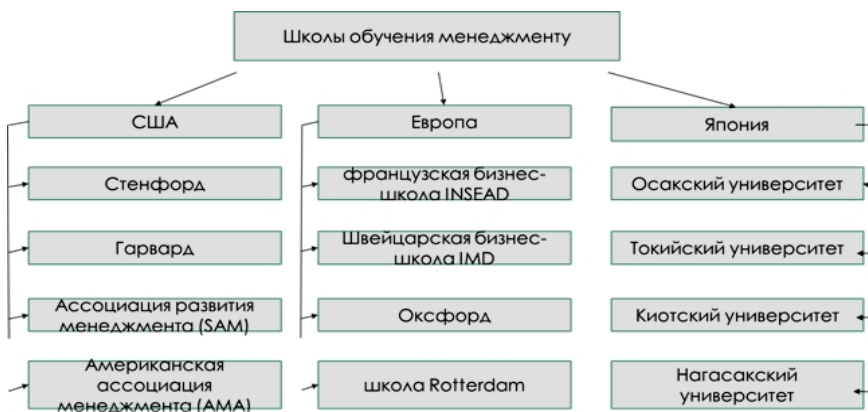 Школы обучения менеджменту
США
Европа
Япония
Стенфорд
французская бизнес-
школа INSEAD
Осакский университет
Гарвард
Швейцарская бизнес-
школа IMD
Токийский университет
Ассоциация развития
менеджмента (SAM)
Оксфорд
Киотский университет
Американская
ассоциация
менеджмента (AMA)
школа Rotterdam
Нагасакский
университет